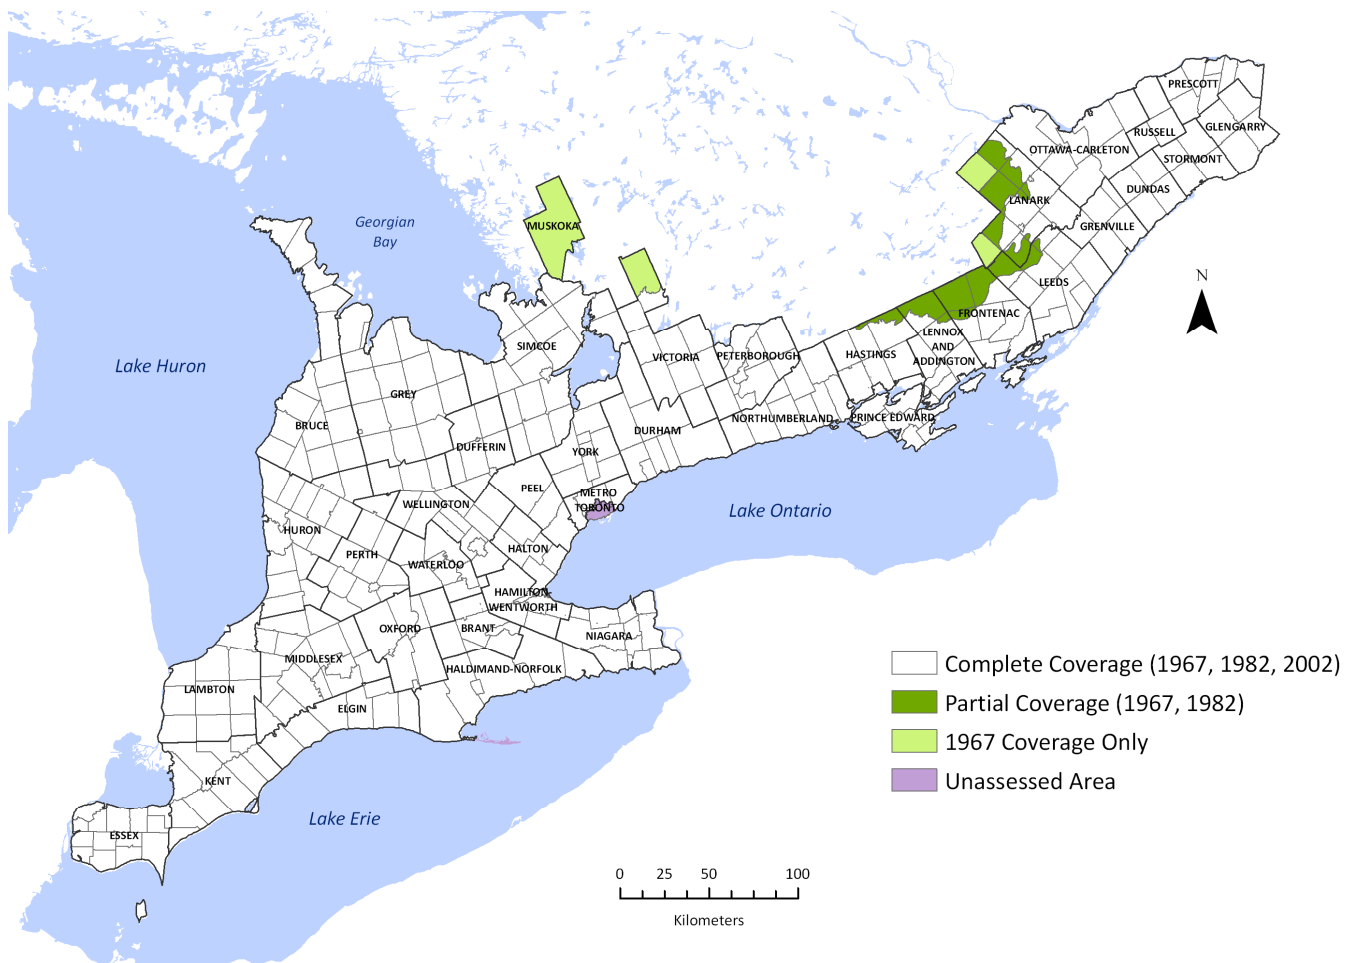 PRESCOTT
RUSSELL
GLENGARRY
OTTAWA-CARLETON
STORMONT
DUNDAS
LANARK
GRENVILLE
Georgian
Bay
MUSKOKA
N
LEEDS
FRONTENAC
LENNOX
AND
ADDINGTON
SIMCOE
VICTORIA
PETERBOROUGH
HASTINGS
Lake Huron
GREY
BRUCE
DUFFERIN
DURHAM
NORTHUMBERLAND
PRINCE EDWARD
YORK
PEEL
METRO
TORONTO
WELLINGTON
Lake Ontario
HURON
PERTH
HALTON
WATERLOO
HAMILTON-
WENTWORTH
OXFORD
BRANT
NIAGARA
MIDDLESEX
HALDIMAND-NORFOLK
LAMBTON
ELGIN
KENT
Lake Erie
ESSEX
Complete Coverage (1967, 1982, 2002)
Partial Coverage (1967, 1982)
1967 Coverage Only
Unassessed Area
0 25 50 100
Kilometers